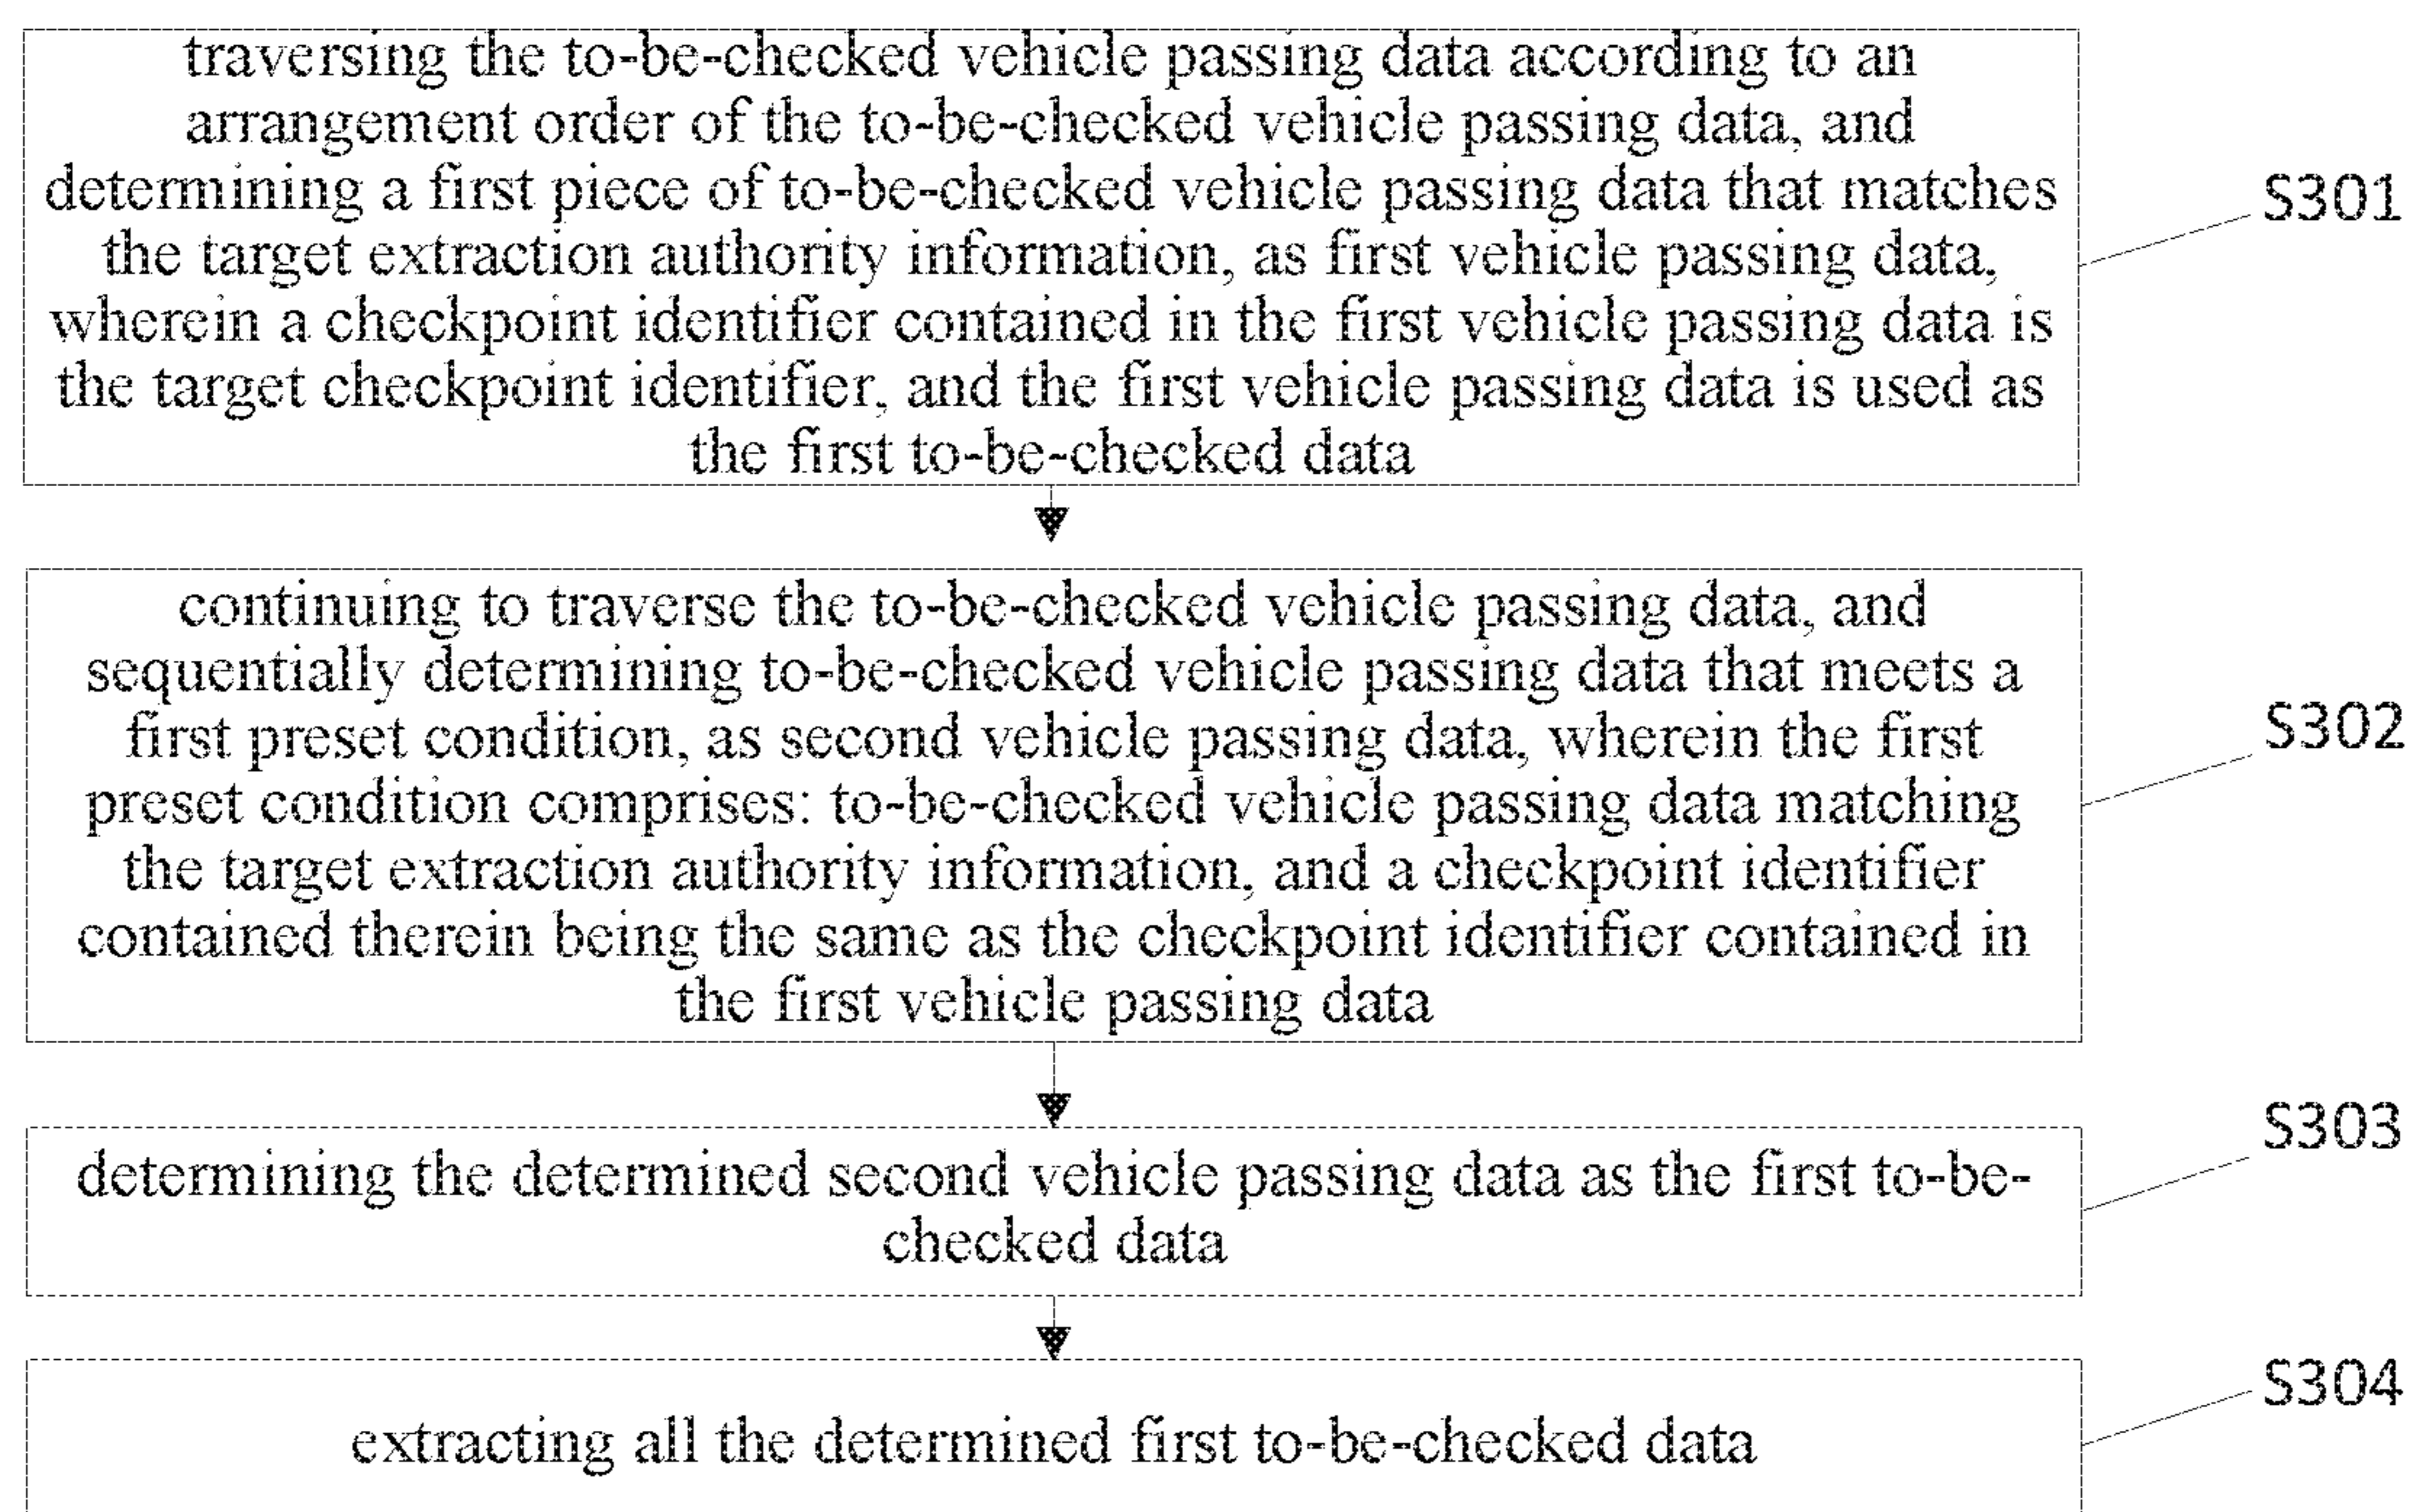 traversing the to-be-checked vehicle passing data according to an
arrangement order of the to-be-checked vehicle passing data, and
determining a first piece of to-be-checked vehicle passing data that matches
the target extraction authority information, as first vehicle passing data,
wherein a checkpoint identifier contained in the first vehicle passing data is
the target checkpoint identifier, and the first vehicle passing data is used as
the first to-be-checked data
S301
continuing to traverse the to-be-checked vehicle passing data, and
sequentially determining to-be-checked vehicle passing data that meets a
first preset condition, as second vehicle passing data, wherein the first
preset condition comprises: to-be-checked vehicle passing data matching
the target extraction authority information, and a checkpoint identifier
contained therein being the same as the checkpoint identifier contained in
the first vehicle passing data
S302
determining the determined second vehicle passing data as the first to-be-
checked data
S303
extracting all the determined first to-be-checked data
S304